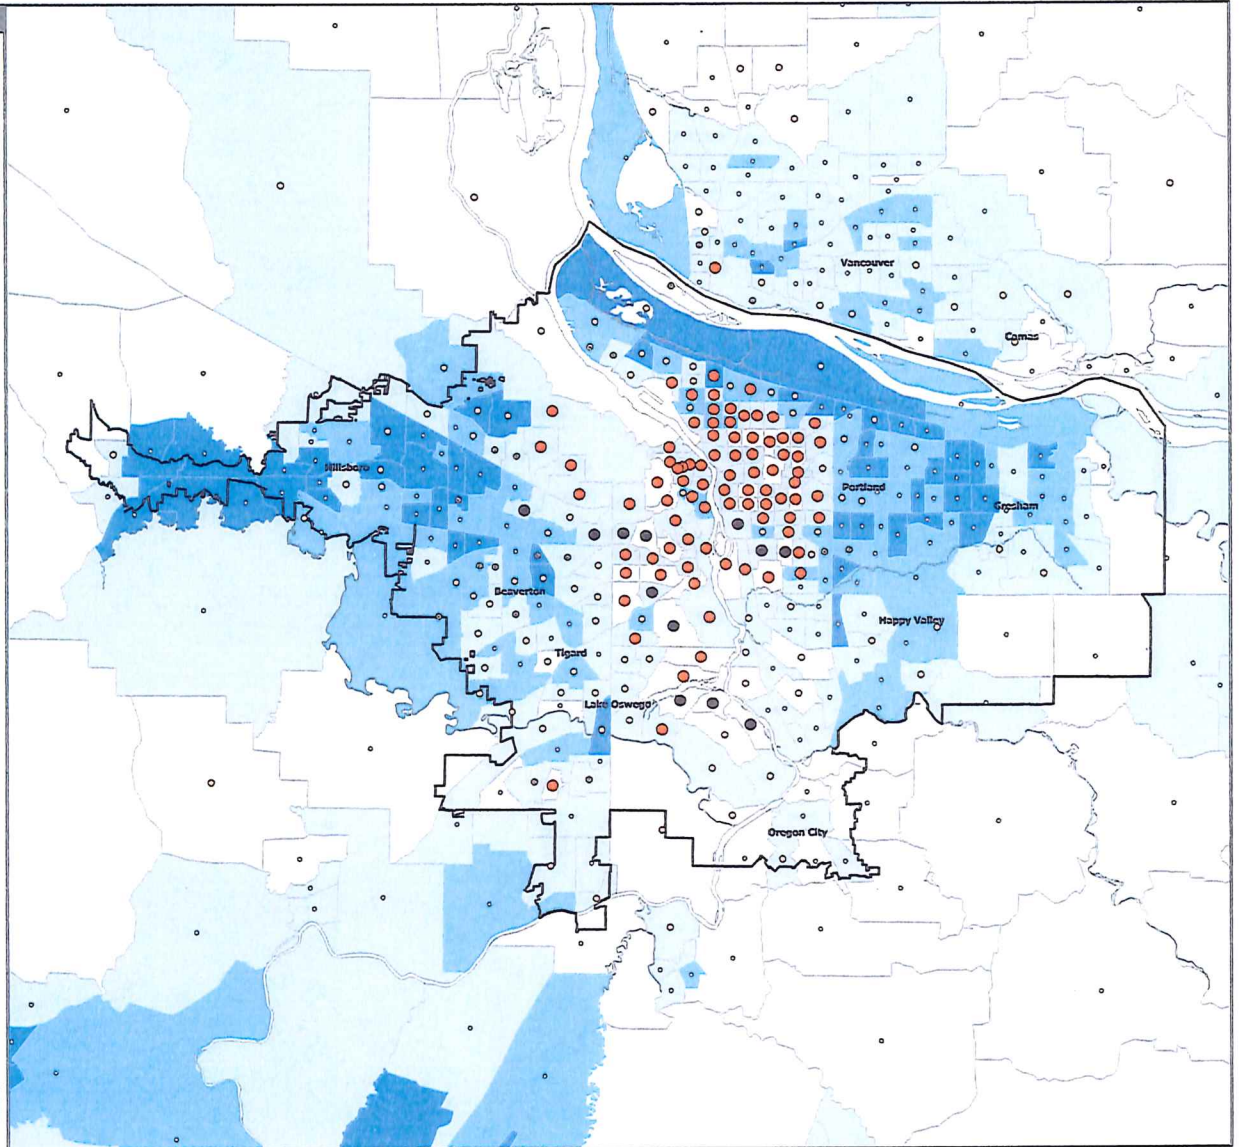 Vancouver
Camas
Hillsboro
Portland
Gresham
Beaverton
Happy Valley
Tigard
Lake Oswego
Oregon City